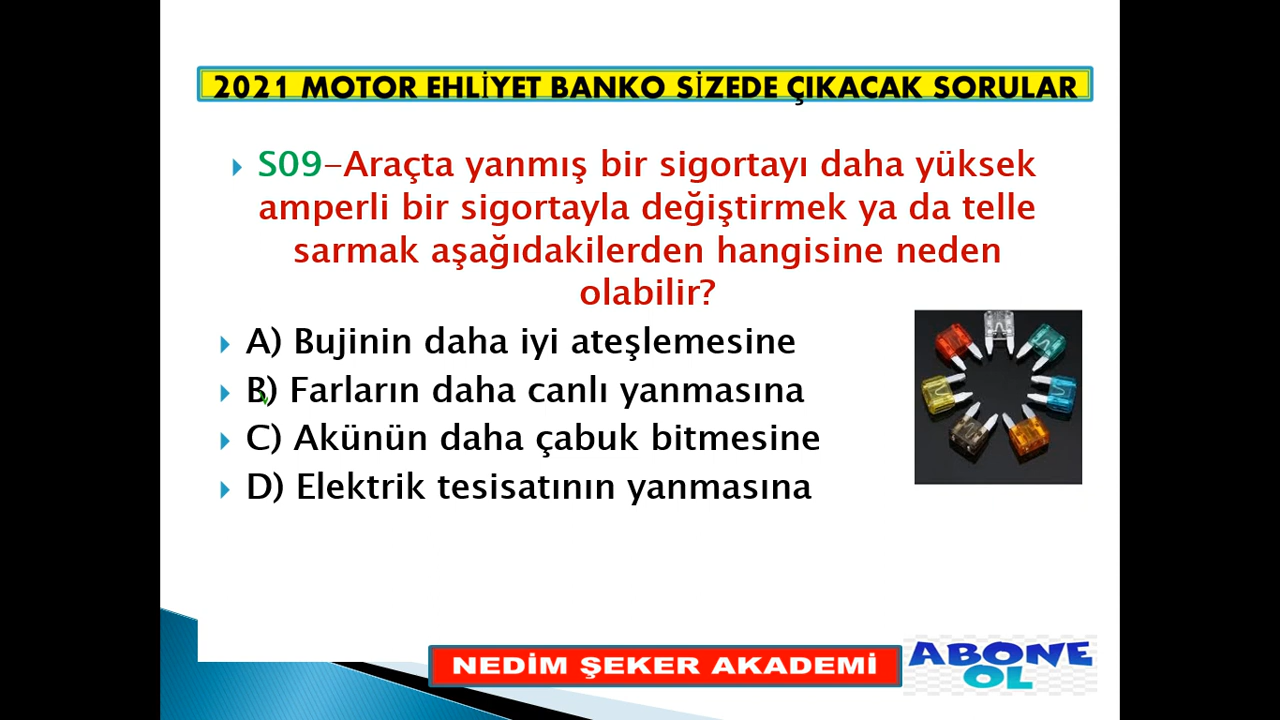 2021 MOTOR EHLİYET BANKO SİZEDE ÇIKACAK SORULAR
S09-Araçta yanmış bir sigortayı daha yüksek
amperli bir sigortayla değiştirmek ya da telle
sarmak aşağıdakilerden hangisine neden
olabilir?
A) Bujinin daha iyi ateşlemesine
B) Farların daha canlı yanmasına
C) Akünün daha çabuk bitmesine
D) Elektrik tesisatının yanmasına
NEDİM ŞEKER AKADEMİ
ABONE
OL